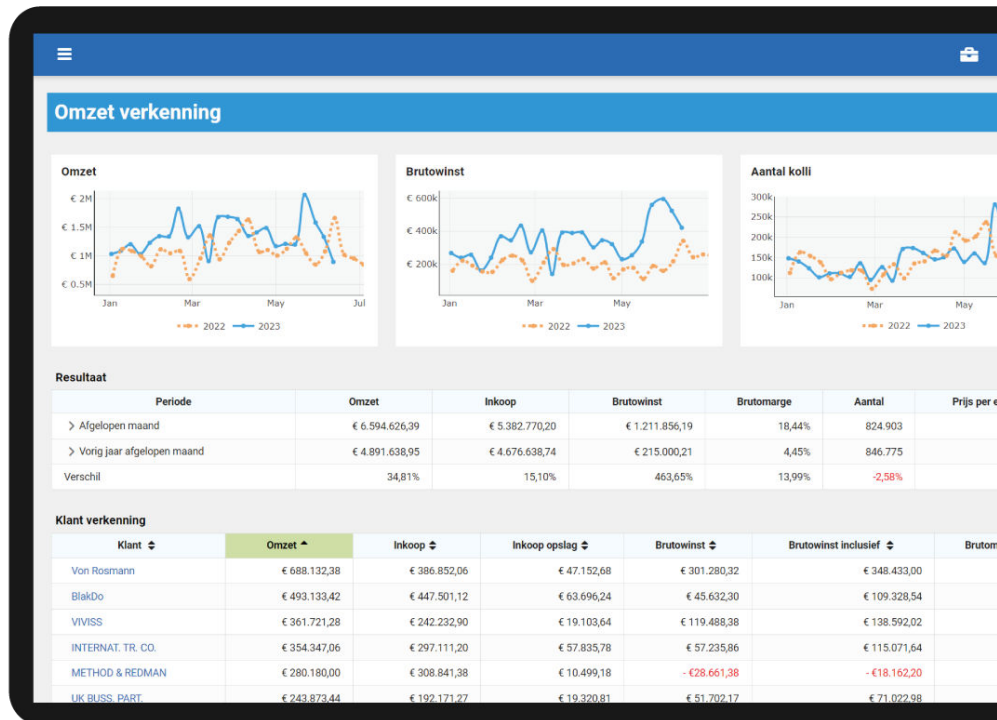 Omzet verkenning
Omzet
€ 2M
€ 1.5M
€ 1M
€ 0.5M
Jan Mar May Jul
2022 2023
Brutowinst
€ 600k
€ 400k
€ 200k
Jan Mar May
2022 2023
Aantal kolli
300k
250k
200k
150k
100k
Jan Mar May
2022 2023
Resultaat
Periode Omzet Inkoop Brutowinst Brutomarge Aantal Prijs per e
Afgelopen maand € 6.594.626,39 € 5.382.770,20 € 1.211.856,19 18,44% 824.903
Vorig jaar afgelopen maand € 4.891.638,95 € 4.676.638,74 € 215.000,21 4,45% 846.775
Verschil 34,81% 15,10% 463,65% 13,99% -2,58%
Klant verkenning
Klant Omzet Inkoop Inkoop opslag Brutowinst Brutowinst inclusief Brutom
Von Rosmann € 688.132,38 € 386.852,06 € 47.152,68 € 301.280,32 € 348.433,00
BlakDo € 493.133,42 € 447.501,12 € 63.696,24 € 45.632,30 € 109.328,54
VIVISS € 361.721,28 € 242.232,90 € 19.103,64 € 119.488,38 € 138.592,02
INTERNAT. TR. CO. € 354.347,06 € 297.111,20 € 57.835,78 € 57.235,86 € 115.071,64
METHOD & REDMAN € 280.180,00 € 308.841,38 € 10.499,18 - €28.661,38 - €18.162,20
UK BUSS. PART. € 243.873,44 € 192.171,27 € 19.320,81 € 51.702,17 € 71.022,98